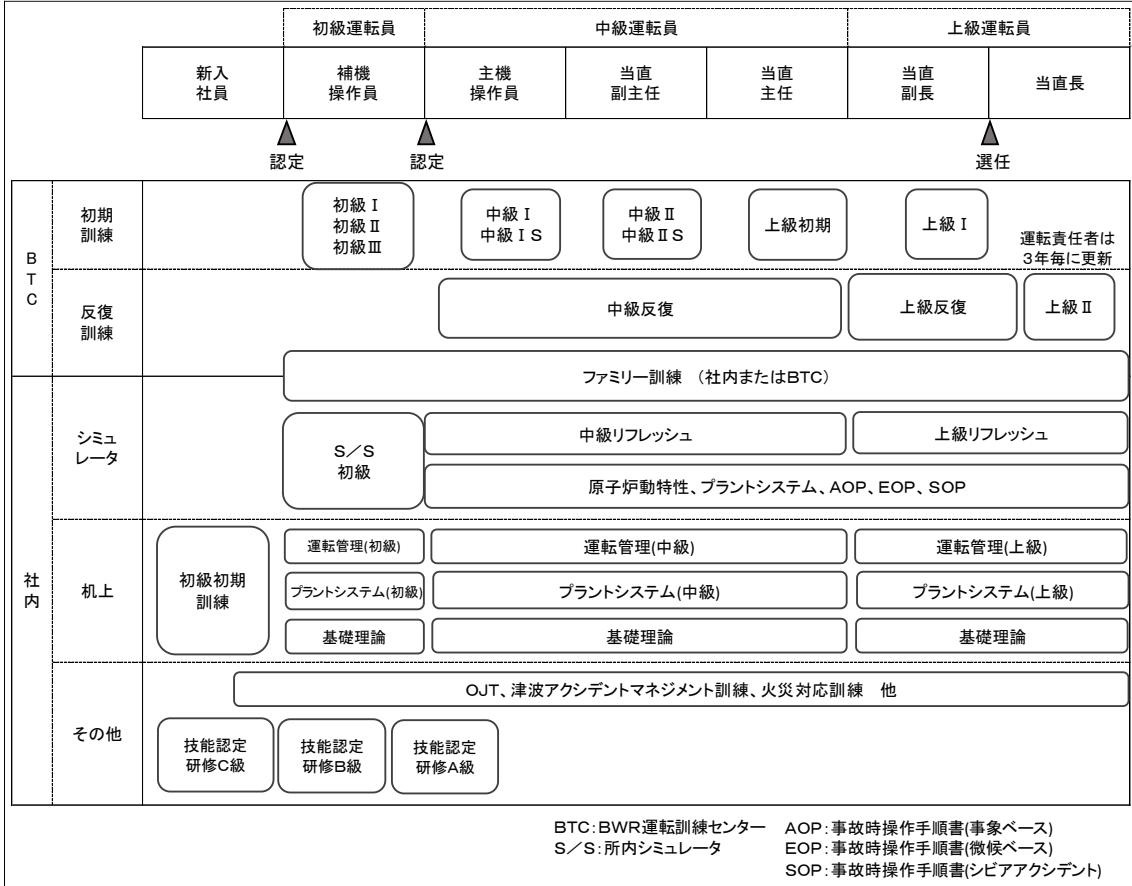 初級運転員 中級運転員 上級運転員
新入
社員
補機
操作員
主機
操作員
当直
副主任
当直
主任
当直
副長
当直長
認定 認定 選任
BTC
初期
訓練
初級Ⅰ
初級Ⅱ
初級Ⅲ
中級Ⅰ
中級ⅠS
中級Ⅱ
中級ⅡS
上級初期
上級Ⅰ
運転責任者は
3年毎に更新
反復
訓練
中級反復
上級反復
上級Ⅱ
ファミリー訓練 (社内またはBTC)
社内
シミュ
レータ
S/S
初級
中級リフレッシュ
上級リフレッシュ
原子炉動特性、プラントシステム、AOP、EOP、SOP
机上
初級初期
訓練
運転管理(初級)
運転管理(中級)
運転管理(上級)
プラントシステム(初級)
プラントシステム(中級)
プラントシステム(上級)
基礎理論
基礎理論
基礎理論
その他
OJT、津波アクシデントマネジメント訓練、火災対応訓練 他
技能認定
研修C級
技能認定
研修B級
技能認定
研修A級
BTC:BWR運転訓練センター
S/S:所内シミュレータ
AOP:事故時操作手順書(事象ベース)
EOP:事故時操作手順書(微候ベース)
SOP:事故時操作手順書(シビアアクシデント)